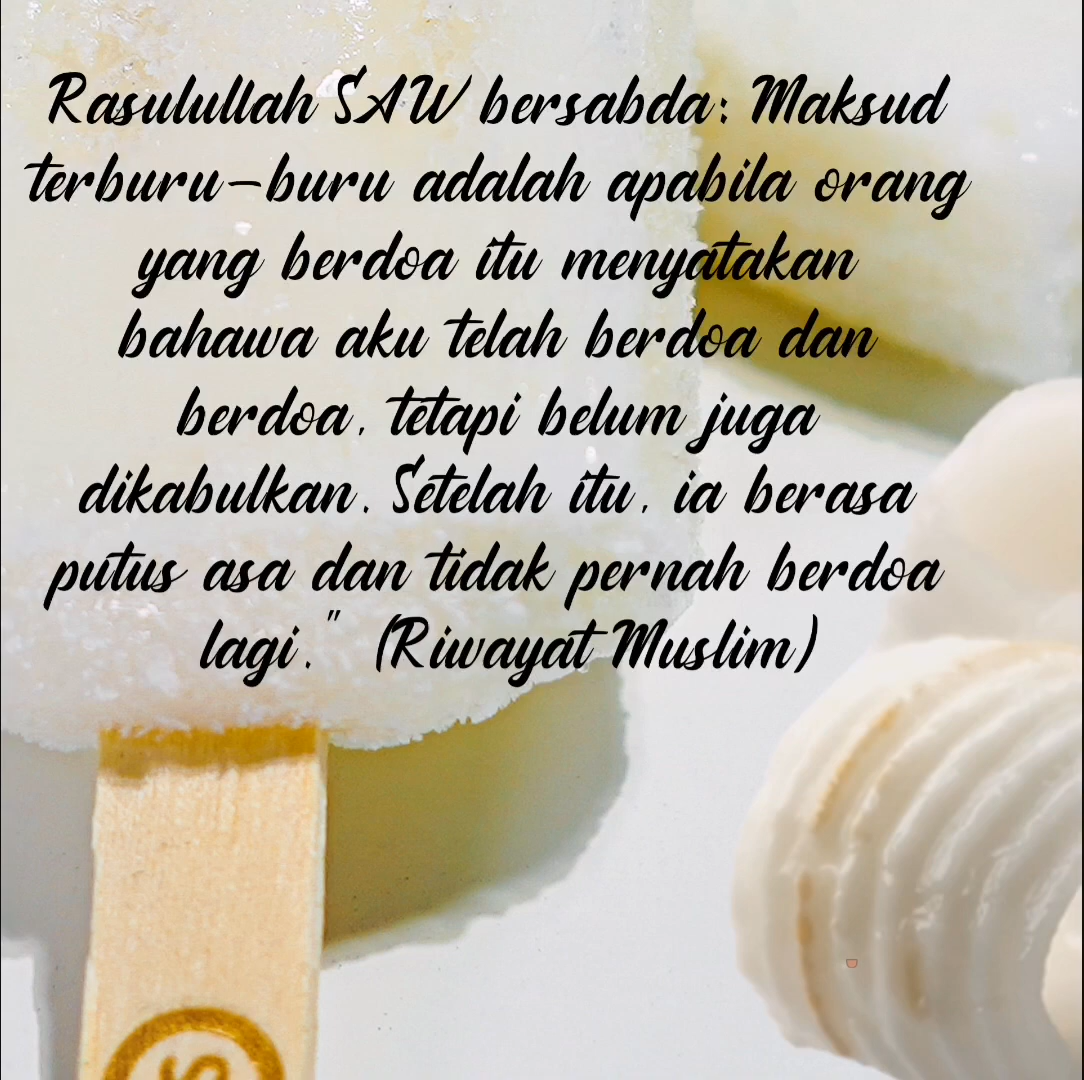 Rasulullah SAW bersabda: Maksud
terburu-buru adalah apabila orang
yang berdoa itu menyatakan
bahawa aku telah berdoa dan
berdoa, tetapi belum juga
dikabulkan. Setelah itu, ia berasa
putus asa dan tidak pernah berdoa
lagi." (Riwayat Muslim)